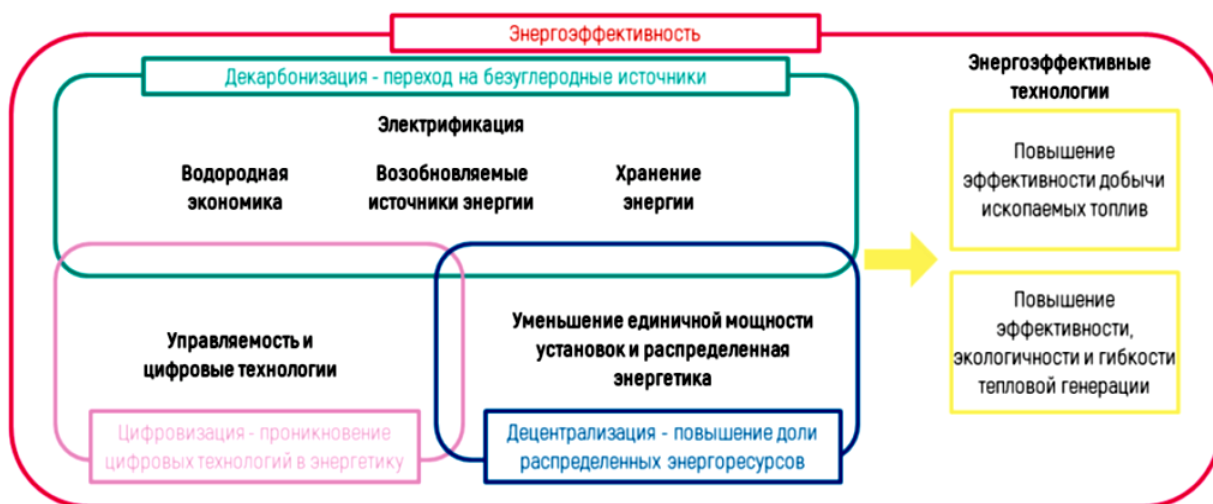 Энергоэффективность
Декарбонизация - переход на безуглеродные источники
Электрификация
Водородная
экономика
Возобновляемые
источники энергии
Хранение
энергии
Управляемость и
цифровые технологии
Цифровизация - проникновение
цифровых технологий в энергетику
Уменьшение единичной мощности
установок и распределенная
энергетика
Децентрализация - повышение доли
распределенных энергоресурсов
Энергоэффективные
технологии
Повышение
эффективности добычи
ископаемых топлив
Повышение
эффективности,
экологичности и гибкости
тепловой генерации